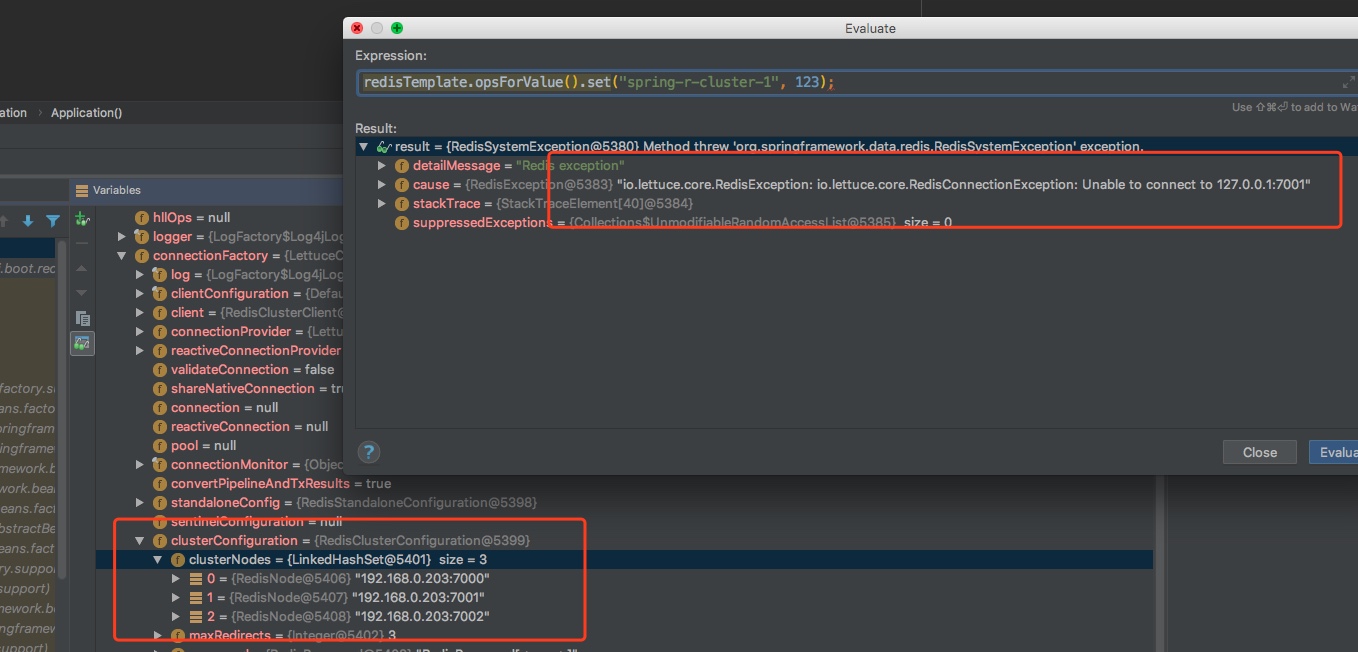 Evaluate
Expression:
redisTemplate.opsForValue().set("spring-r-cluster-1", 123);
Use ⇧⌘⏎ to add to Wa
ation › Application()
Result:
result = {RedisSystemException@5380} Method threw 'org.springframework.data.redis.RedisSystemException' exception.
detailMessage = "Redis exception"
cause = {RedisException@5383} "io.lettuce.core.RedisException: io.lettuce.core.RedisConnectionException: Unable to connect to 127.0.0.1:7001"
stackTrace = {StackTraceElement[40]@5384}
suppressedExceptions = {Collections$UnmodifiableRandomAccessList@5385} size = 0
Close
Evalua
Variables
hllOps = null
logger = {LogFactory$Log4jLog
connectionFactory = {LettuceC
log = {LogFactory$Log4jLog
clientConfiguration = {Defau
client = {RedisClusterClient@
connectionProvider = {Lettu
reactiveConnectionProvider
validateConnection = false
shareNativeConnection = tru
connection = null
reactiveConnection = null
pool = null
connectionMonitor = {Objec
convertPipelineAndTxResults = true
standaloneConfig = {RedisStandaloneConfiguration@5398}
sentinelConfiguration = null
clusterConfiguration = {RedisClusterConfiguration@5399}
clusterNodes = {LinkedHashSet@5401} size = 3
0 = {RedisNode@5406} "192.168.0.203:7000"
1 = {RedisNode@5407} "192.168.0.203:7001"
2 = {RedisNode@5408} "192.168.0.203:7002"
maxRedirects = {Integer@5402} 3
f.boot.rec
factory.s
ans.facto
pringfram
ingframew
mework.b
work.bea
eans.fact
bstractBe
eans.fact
ry.suppo
support)
ework.bo
ingframew
support)